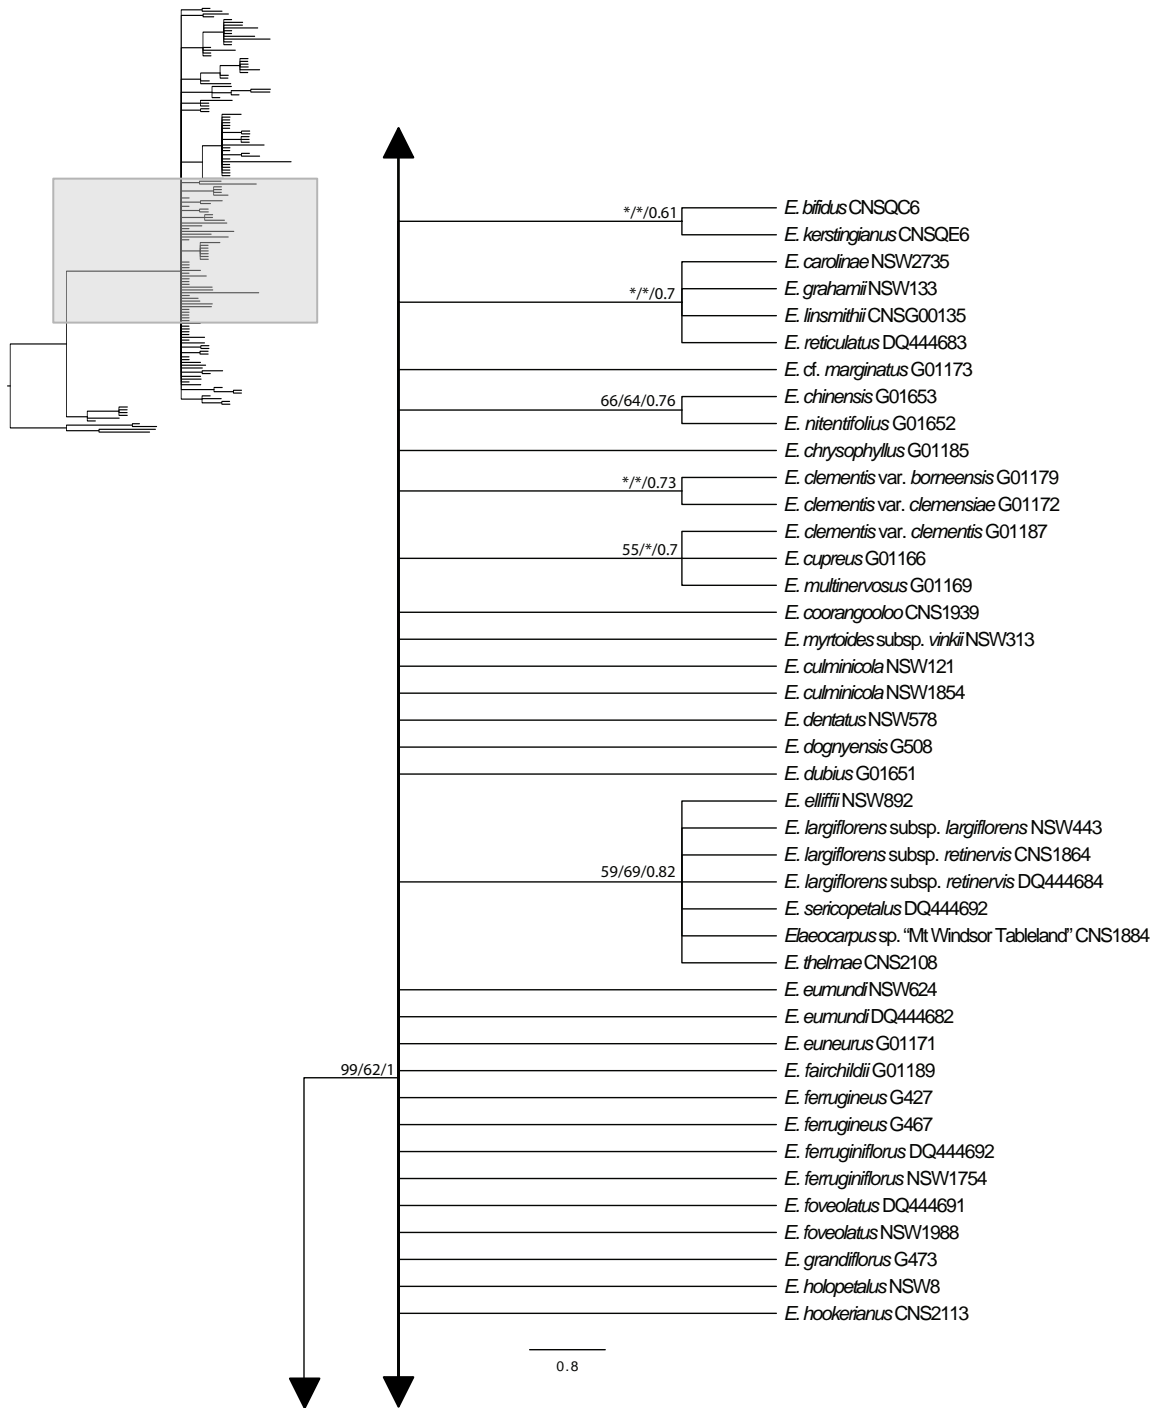 */*/0.61
E. bifidus CNSQC6
E. kerstingianus CNSQE6
E. carolinae NSW2735
*/*/0.7
E. grahamii NSW133
E. linsmithii CNSG00135
E. reticulatus DQ444683
E. cf. marginatus G01173
66/64/0.76
E. chinensis G01653
E. nitentifolius G01652
E. chrysophyllus G01185
*/*/0.73
E. clementis var. borneensis G01179
E. clementis var. clemensiae G01172
E. clementis var. clementis G01187
55/*/0.7
E. cupreus G01166
E. multinervosus G01169
E. coorangooloo CNS1939
E. myrtoides subsp. vinkii NSW313
E. culminicola NSW121
E. culminicola NSW1854
E. dentatus NSW578
E. dognyensis G508
E. dubius G01651
E. elliffii NSW892
E. largiflorens subsp. largiflorens NSW443
E. largiflorens subsp. retinervis CNS1864
59/69/0.82
E. largiflorens subsp. retinervis DQ444684
E. sericopetalus DQ444692
Elaeocarpus sp. “Mt Windsor Tableland” CNS1884
E. thelmae CNS2108
E. eumundi NSW624
E. eumundi DQ444682
E. euneurus G01171
99/62/1
E. fairchildii G01189
E. ferrugineus G427
E. ferrugineus G467
E. ferruginiflorus DQ444692
E. ferruginiflorus NSW1754
E. foveolatus DQ444691
E. foveolatus NSW1988
E. grandiflorus G473
E. holopetalus NSW8
E. hookerianus CNS2113
0.8